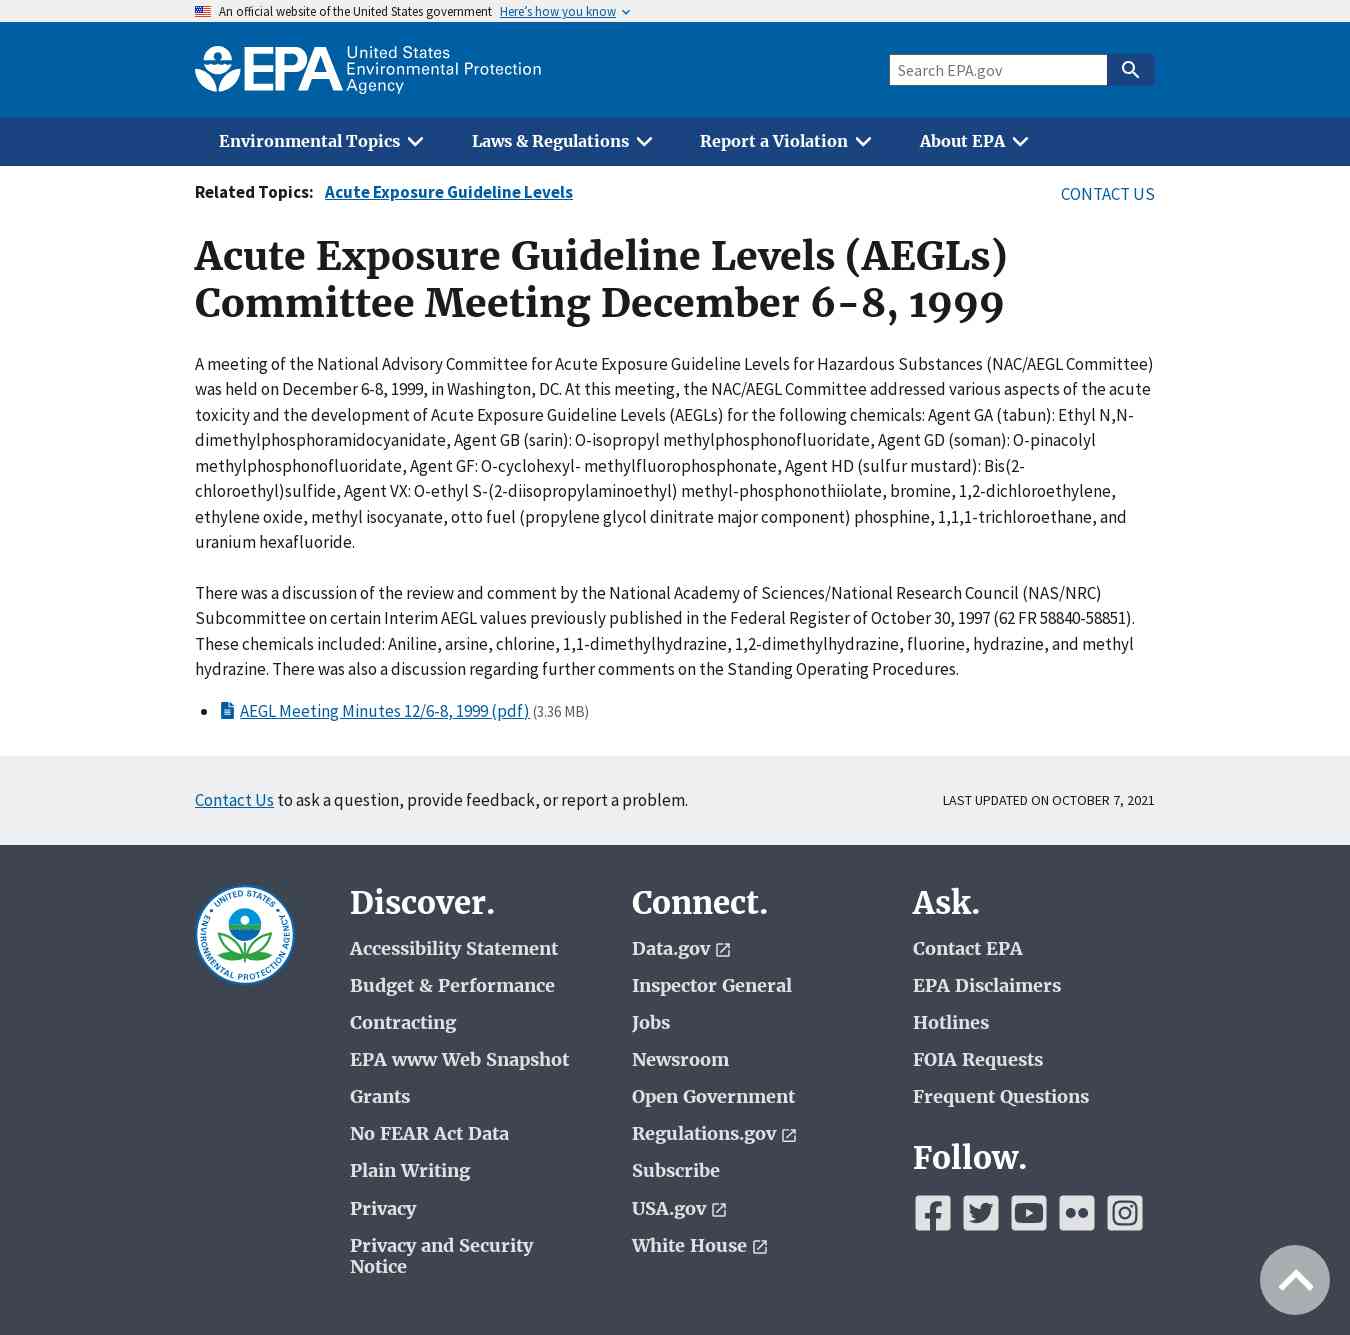 An official website of the United States government Here's how you know
EPA United States
Environmental Protection
Agency
Search EPA.gov
Environmental Topics Laws & Regulations Report a Violation About EPA
Related Topics: Acute Exposure Guideline Levels
CONTACT US
Acute Exposure Guideline Levels (AEGLs)
Committee Meeting December 6-8, 1999
A meeting of the National Advisory Committee for Acute Exposure Guideline Levels for Hazardous Substances (NAC/AEGL Committee)
was held on December 6-8, 1999, in Washington, DC. At this meeting, the NAC/AEGL Committee addressed various aspects of the acute
toxicity and the development of Acute Exposure Guideline Levels (AEGLs) for the following chemicals: Agent GA (tabun): Ethyl N,N-
dimethylphosphoramidocyanidate, Agent GB (sarin): O-isopropyl methylphosphonofluoridate, Agent GD (soman): O-pinacolyl
methylphosphonofluoridate, Agent GF: O-cyclohexyl- methylfluorophosphonate, Agent HD (sulfur mustard): Bis(2-
chloroethyl)sulfide, Agent VX: O-ethyl S-(2-diisopropylaminoethyl) methyl-phosphonothiiolate, bromine, 1,2-dichloroethylene,
ethylene oxide, methyl isocyanate, otto fuel (propylene glycol dinitrate major component) phosphine, 1,1,1-trichloroethane, and
uranium hexafluoride.
There was a discussion of the review and comment by the National Academy of Sciences/National Research Council (NAS/NRC)
Subcommittee on certain Interim AEGL values previously published in the Federal Register of October 30, 1997 (62 FR 58840-58851).
These chemicals included: Aniline, arsine, chlorine, 1,1-dimethylhydrazine, 1,2-dimethylhydrazine, fluorine, hydrazine, and methyl
hydrazine. There was also a discussion regarding further comments on the Standing Operating Procedures.
• AEGL Meeting Minutes 12/6-8, 1999 (pdf) (3.36 MB)
Contact Us to ask a question, provide feedback, or report a problem.
LAST UPDATED ON OCTOBER 7, 2021
UNITED STATES ENVIRONMENTAL PROTECTION AGENCY
Discover.
Accessibility Statement
Budget & Performance
Contracting
EPA www Web Snapshot
Grants
No FEAR Act Data
Plain Writing
Privacy
Privacy and Security
Notice
Connect.
Data.gov
Inspector General
Jobs
Newsroom
Open Government
Regulations.gov
Subscribe
USA.gov
White House
Ask.
Contact EPA
EPA Disclaimers
Hotlines
FOIA Requests
Frequent Questions
Follow.